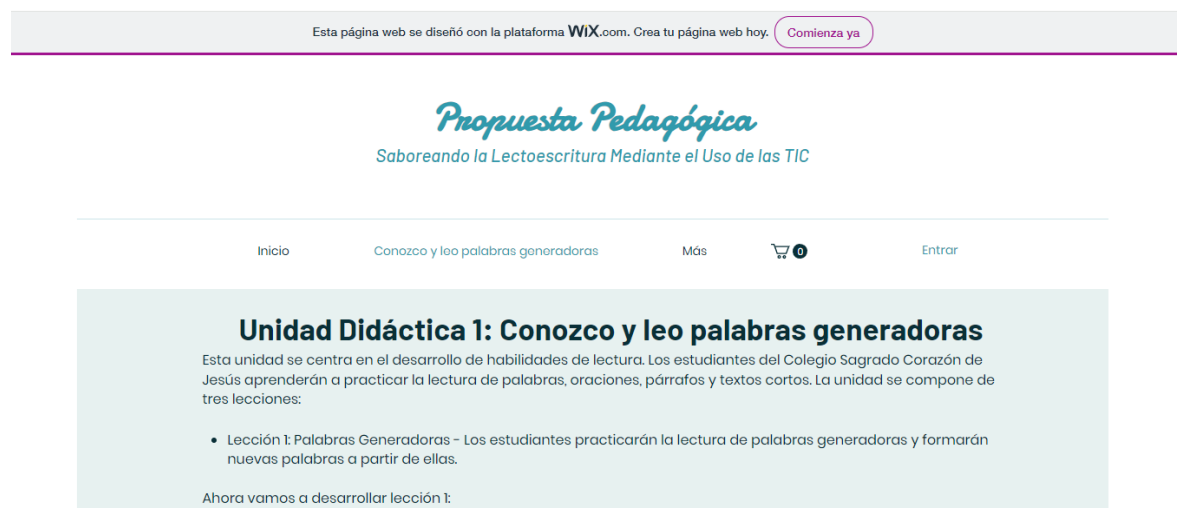 Esta página web se diseñó con la plataforma WiX.com. Crea tu página web hoy. Comienza ya
Propuesta Pedagógica
Saboreando la Lectoescritura Mediante el Uso de las TIC
Inicio Conozco y leo palabras generadoras Más 0 Entrar
Unidad Didáctica 1: Conozco y leo palabras generadoras
Esta unidad se centra en el desarrollo de habilidades de lectura. Los estudiantes del Colegio Sagrado Corazón de
Jesús aprenderán a practicar la lectura de palabras, oraciones, párrafos y textos cortos. La unidad se compone de
tres lecciones:
• Lección 1: Palabras Generadoras - Los estudiantes practicarán la lectura de palabras generadoras y formarán
nuevas palabras a partir de ellas.
Ahora vamos a desarrollar lección 1: